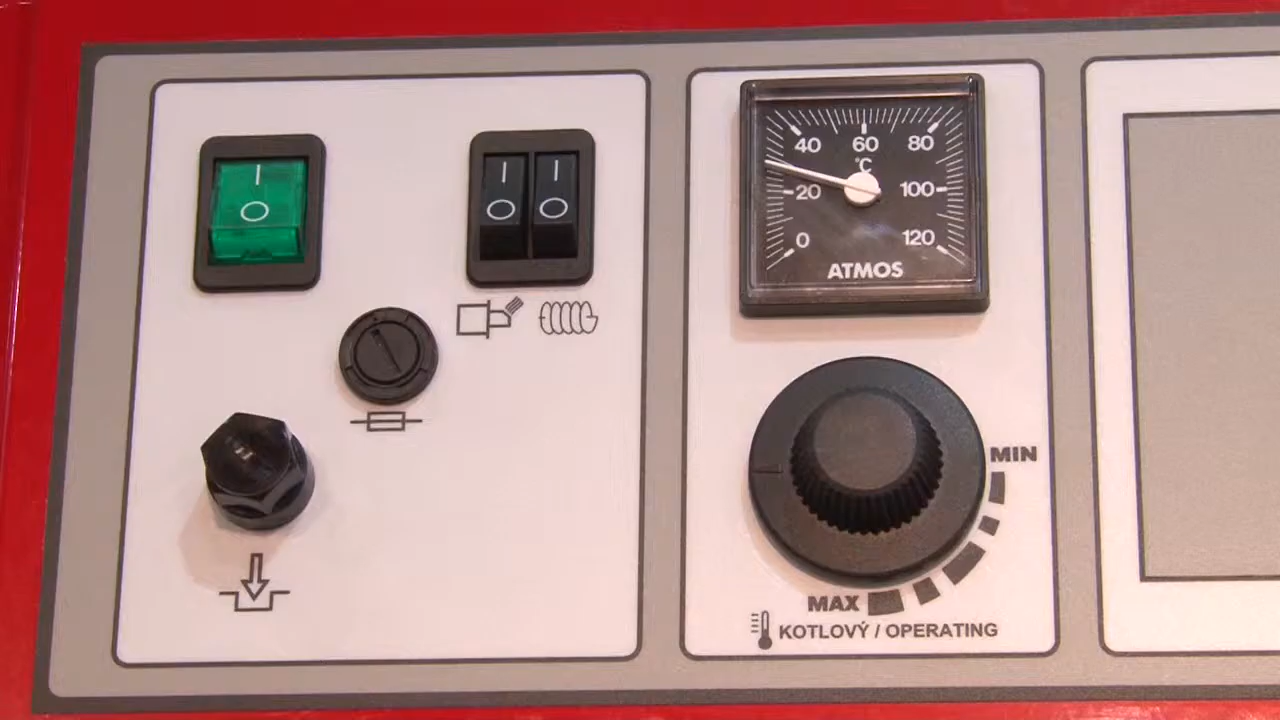 I
O
I I
O O
40 60 80
°C
20 100
0 120
ATMOS
MIN
MAX
KOTLOVÝ / OPERATING